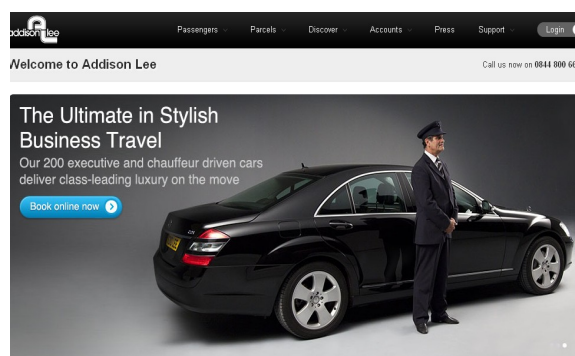 addison lee
Passengers Parcels Discover Accounts Press Support Login
Welcome to Addison Lee
Call us now on 0844 800 66
The Ultimate in Stylish
Business Travel
Our 200 executive and chauffeur driven cars
deliver class-leading luxury on the move
Book online now